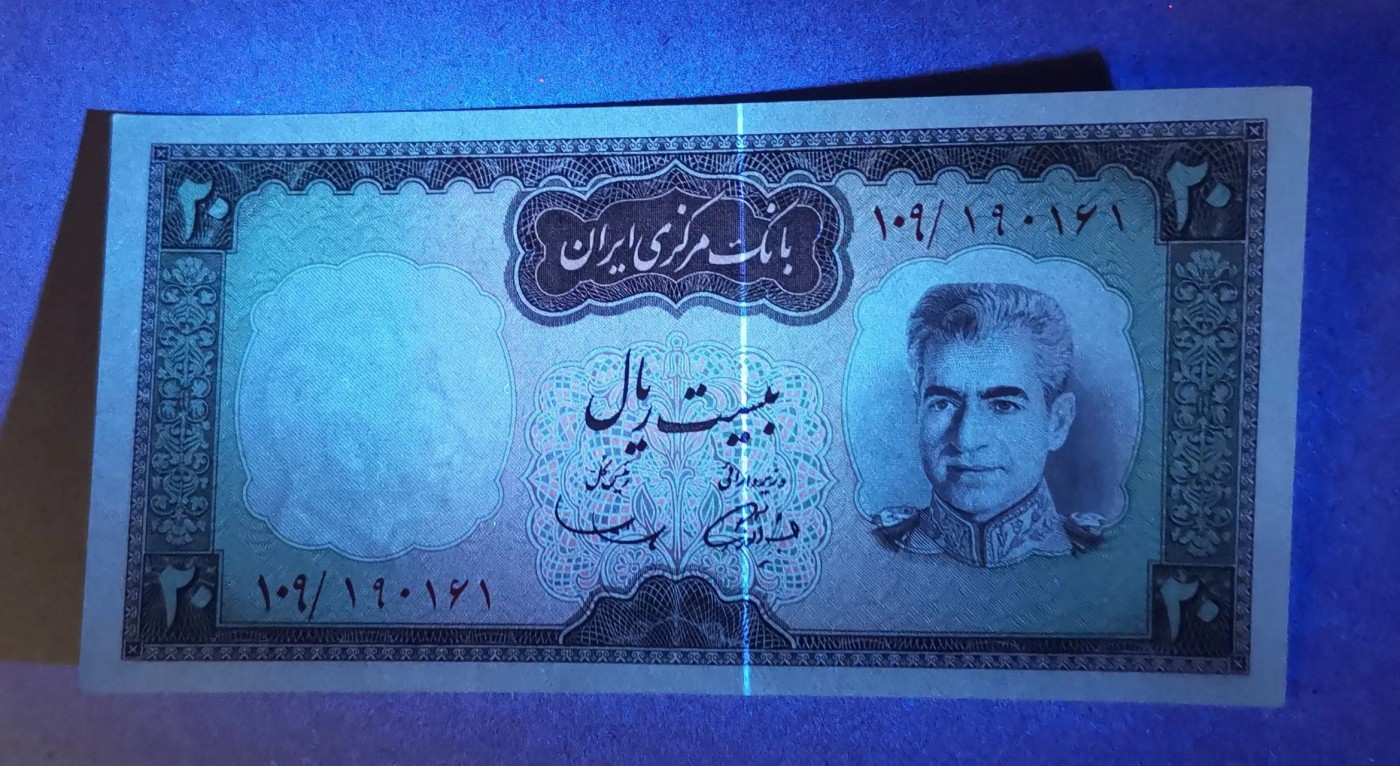 ۲۰
۲۰
بانک مرکزی ایران
۱۰۹/۱۹۰۱۶۱
بیست ریال
وزیر دارائی
رئیس کل
۱۰۹/۱۹۰۱۶۱
۲۰
۲۰